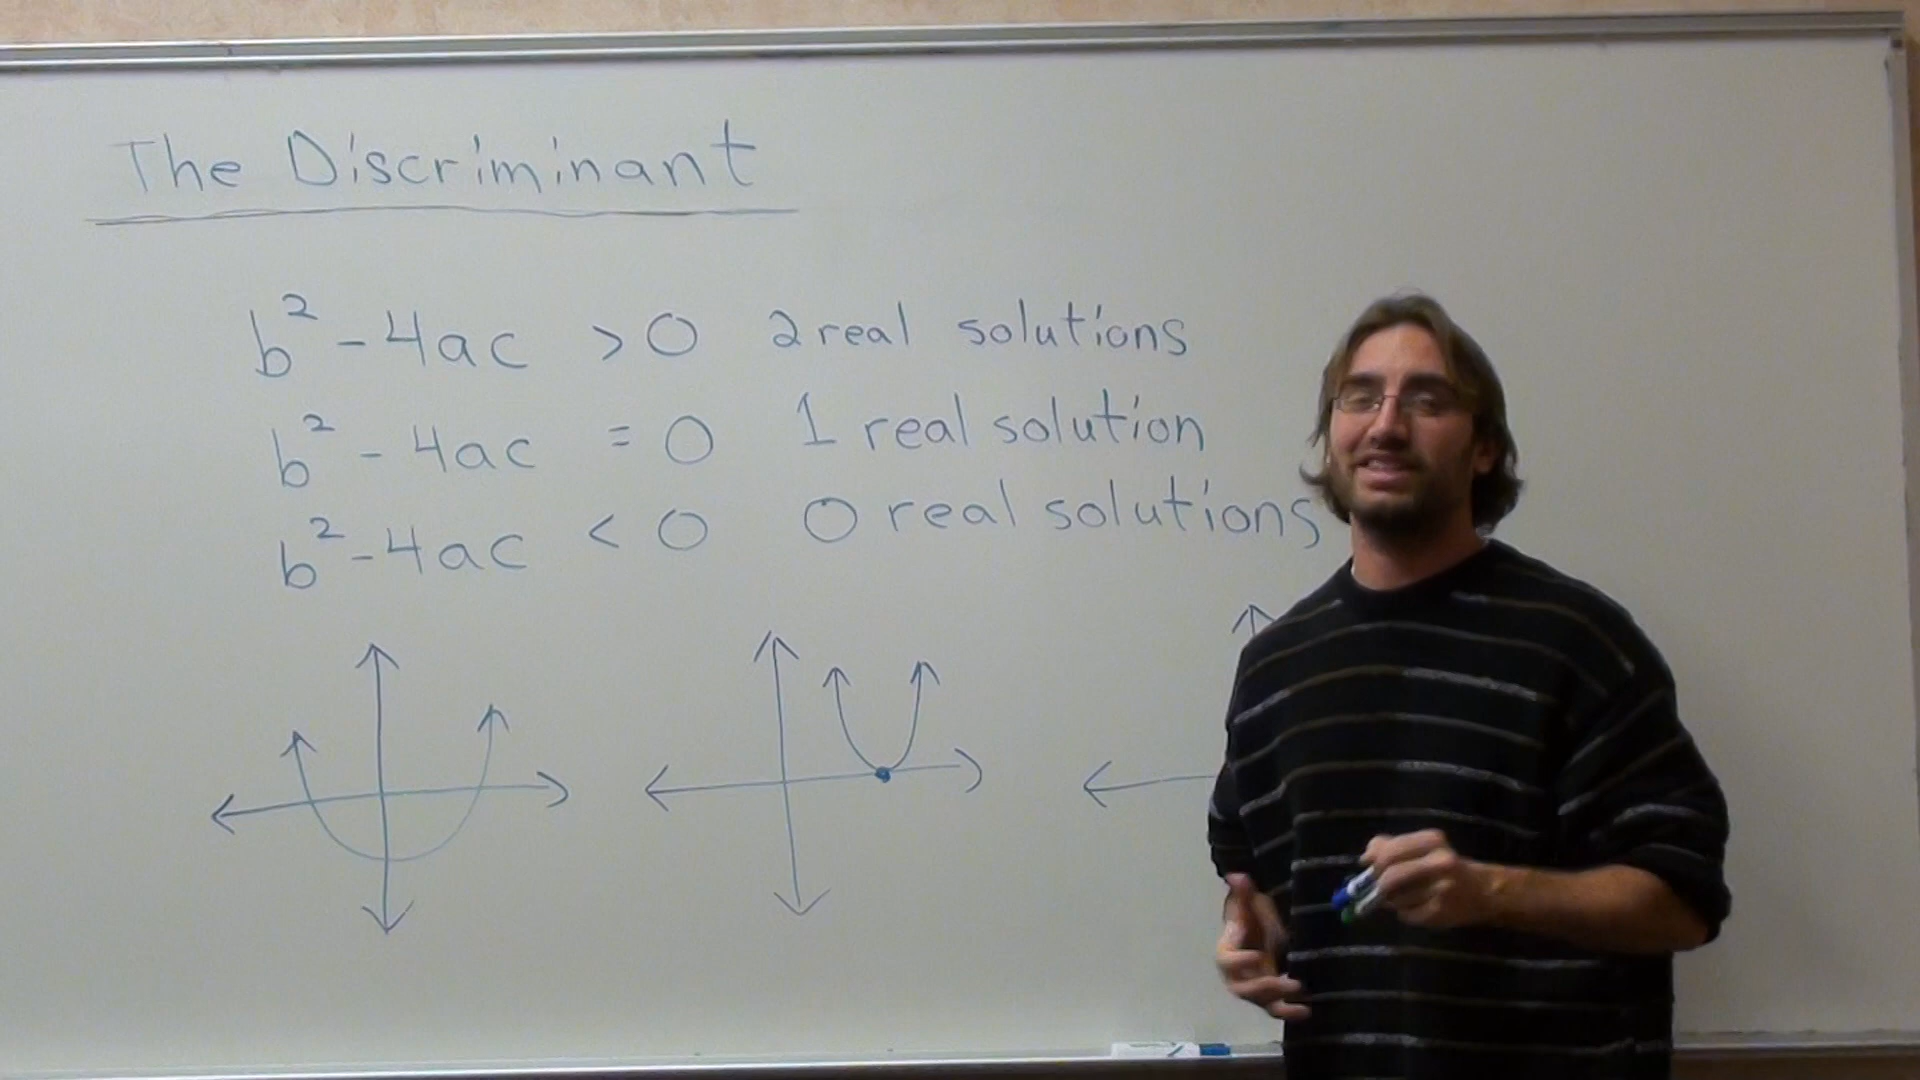 The Discriminant
b² - 4ac > 0 2 real solutions
b² - 4ac = 0 1 real solution
b² - 4ac < 0 0 real solutions